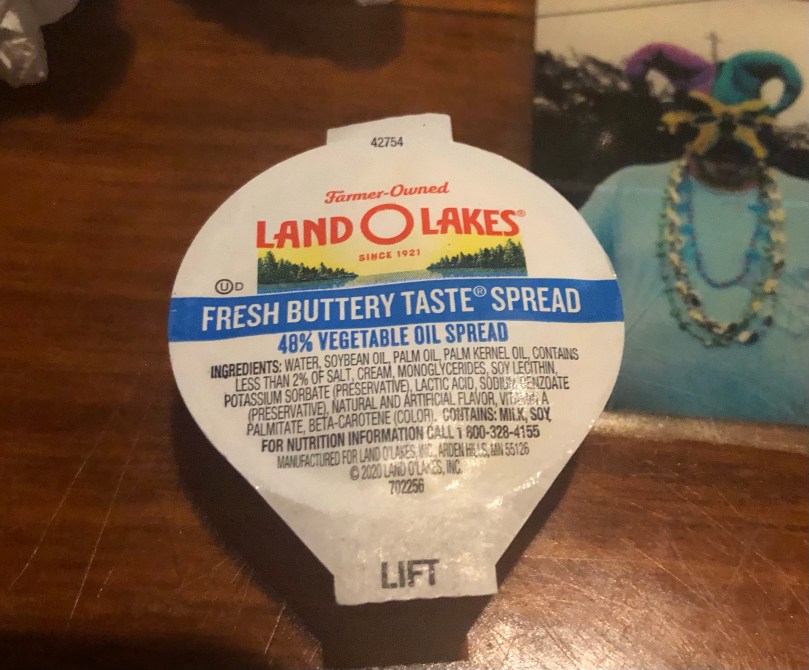 42754
Farmer-Owned
LAND O LAKES®
SINCE 1921
U D
FRESH BUTTERY TASTE® SPREAD
48% VEGETABLE OIL SPREAD
INGREDIENTS: WATER, SOYBEAN OIL, PALM OIL, PALM KERNEL OIL, CONTAINS
LESS THAN 2% OF SALT, CREAM, MONOGLYCERIDES, SOY LECITHIN,
POTASSIUM SORBATE (PRESERVATIVE), LACTIC ACID, SODIUM BENZOATE
(PRESERVATIVE), NATURAL AND ARTIFICIAL FLAVOR, VITAMIN A
PALMITATE, BETA-CAROTENE (COLOR). CONTAINS: MILK, SOY.
FOR NUTRITION INFORMATION CALL 1 800-328-4155
MANUFACTURED FOR LAND O'LAKES, INC., ARDEN HILLS, MN 55126
© 2020 LAND O'LAKES, INC.
702256
LIFT